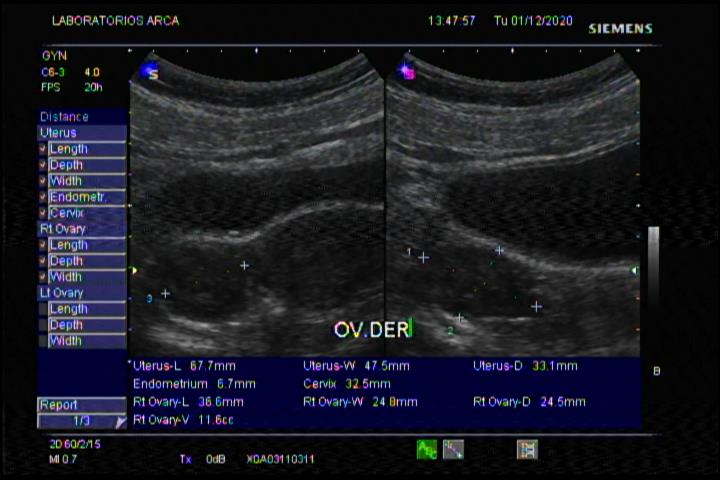 LABORATORIOS ARCA
13:47:57 Tu 01/12/2020
SIEMENS
GYN
C6-3 4.0
FPS 20h
S
S
Distance
Uterus
Length
Depth
Width
Endometr.
Cervix
Rt Ovary
Length
Depth
Width
Lt Ovary
Length
Depth
Width
1
3
2
OV.DER
Uterus-L 67.7mm Uterus-W 47.5mm Uterus-D 33.1mm
Endometrium 6.7mm Cervix 32.5mm
Rt Ovary-L 36.6mm Rt Ovary-W 24.8mm Rt Ovary-D 24.5mm
Rt Ovary-V 11.6cc
B
Report
1/3
2D 60/2/15
MI 0.7 Tx 0dB X0A03110311
ABC